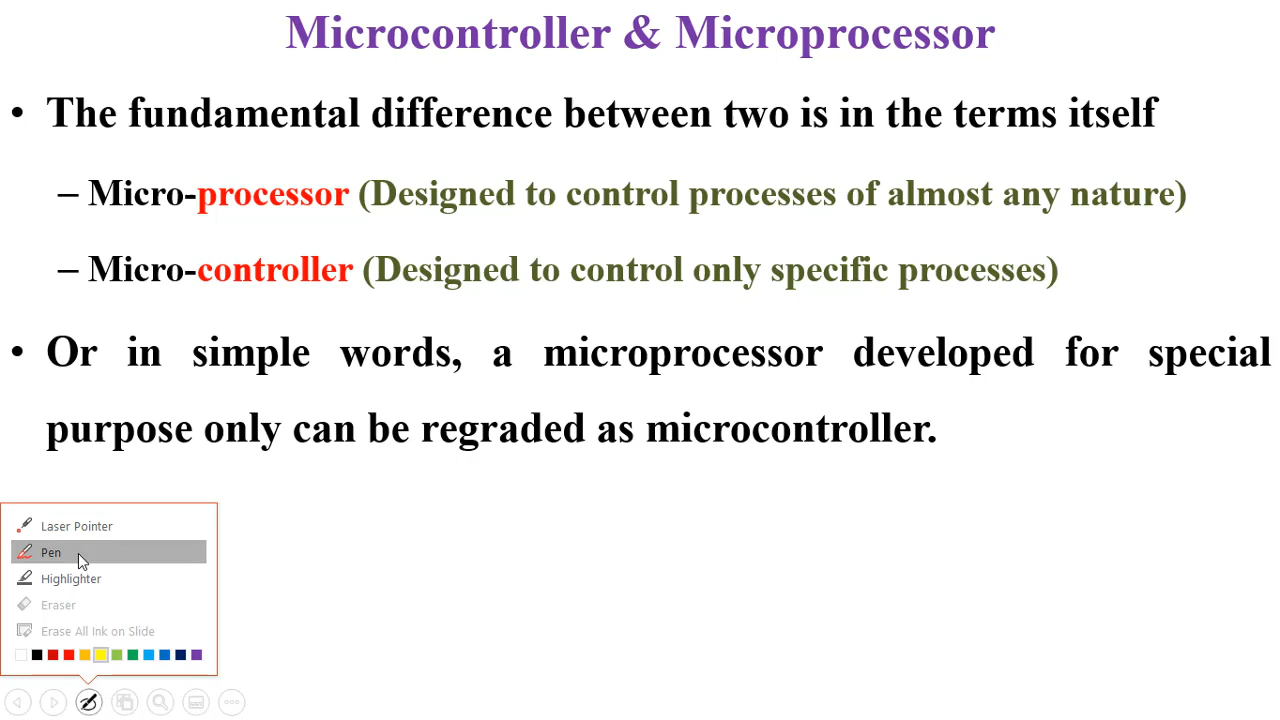 Microcontroller & Microprocessor
• The fundamental difference between two is in the terms itself
– Micro-processor (Designed to control processes of almost any nature)
– Micro-controller (Designed to control only specific processes)
• Or in simple words, a microprocessor developed for special
purpose only can be regraded as microcontroller.
Laser Pointer
Pen
Highlighter
Eraser
Erase All Ink on Slide